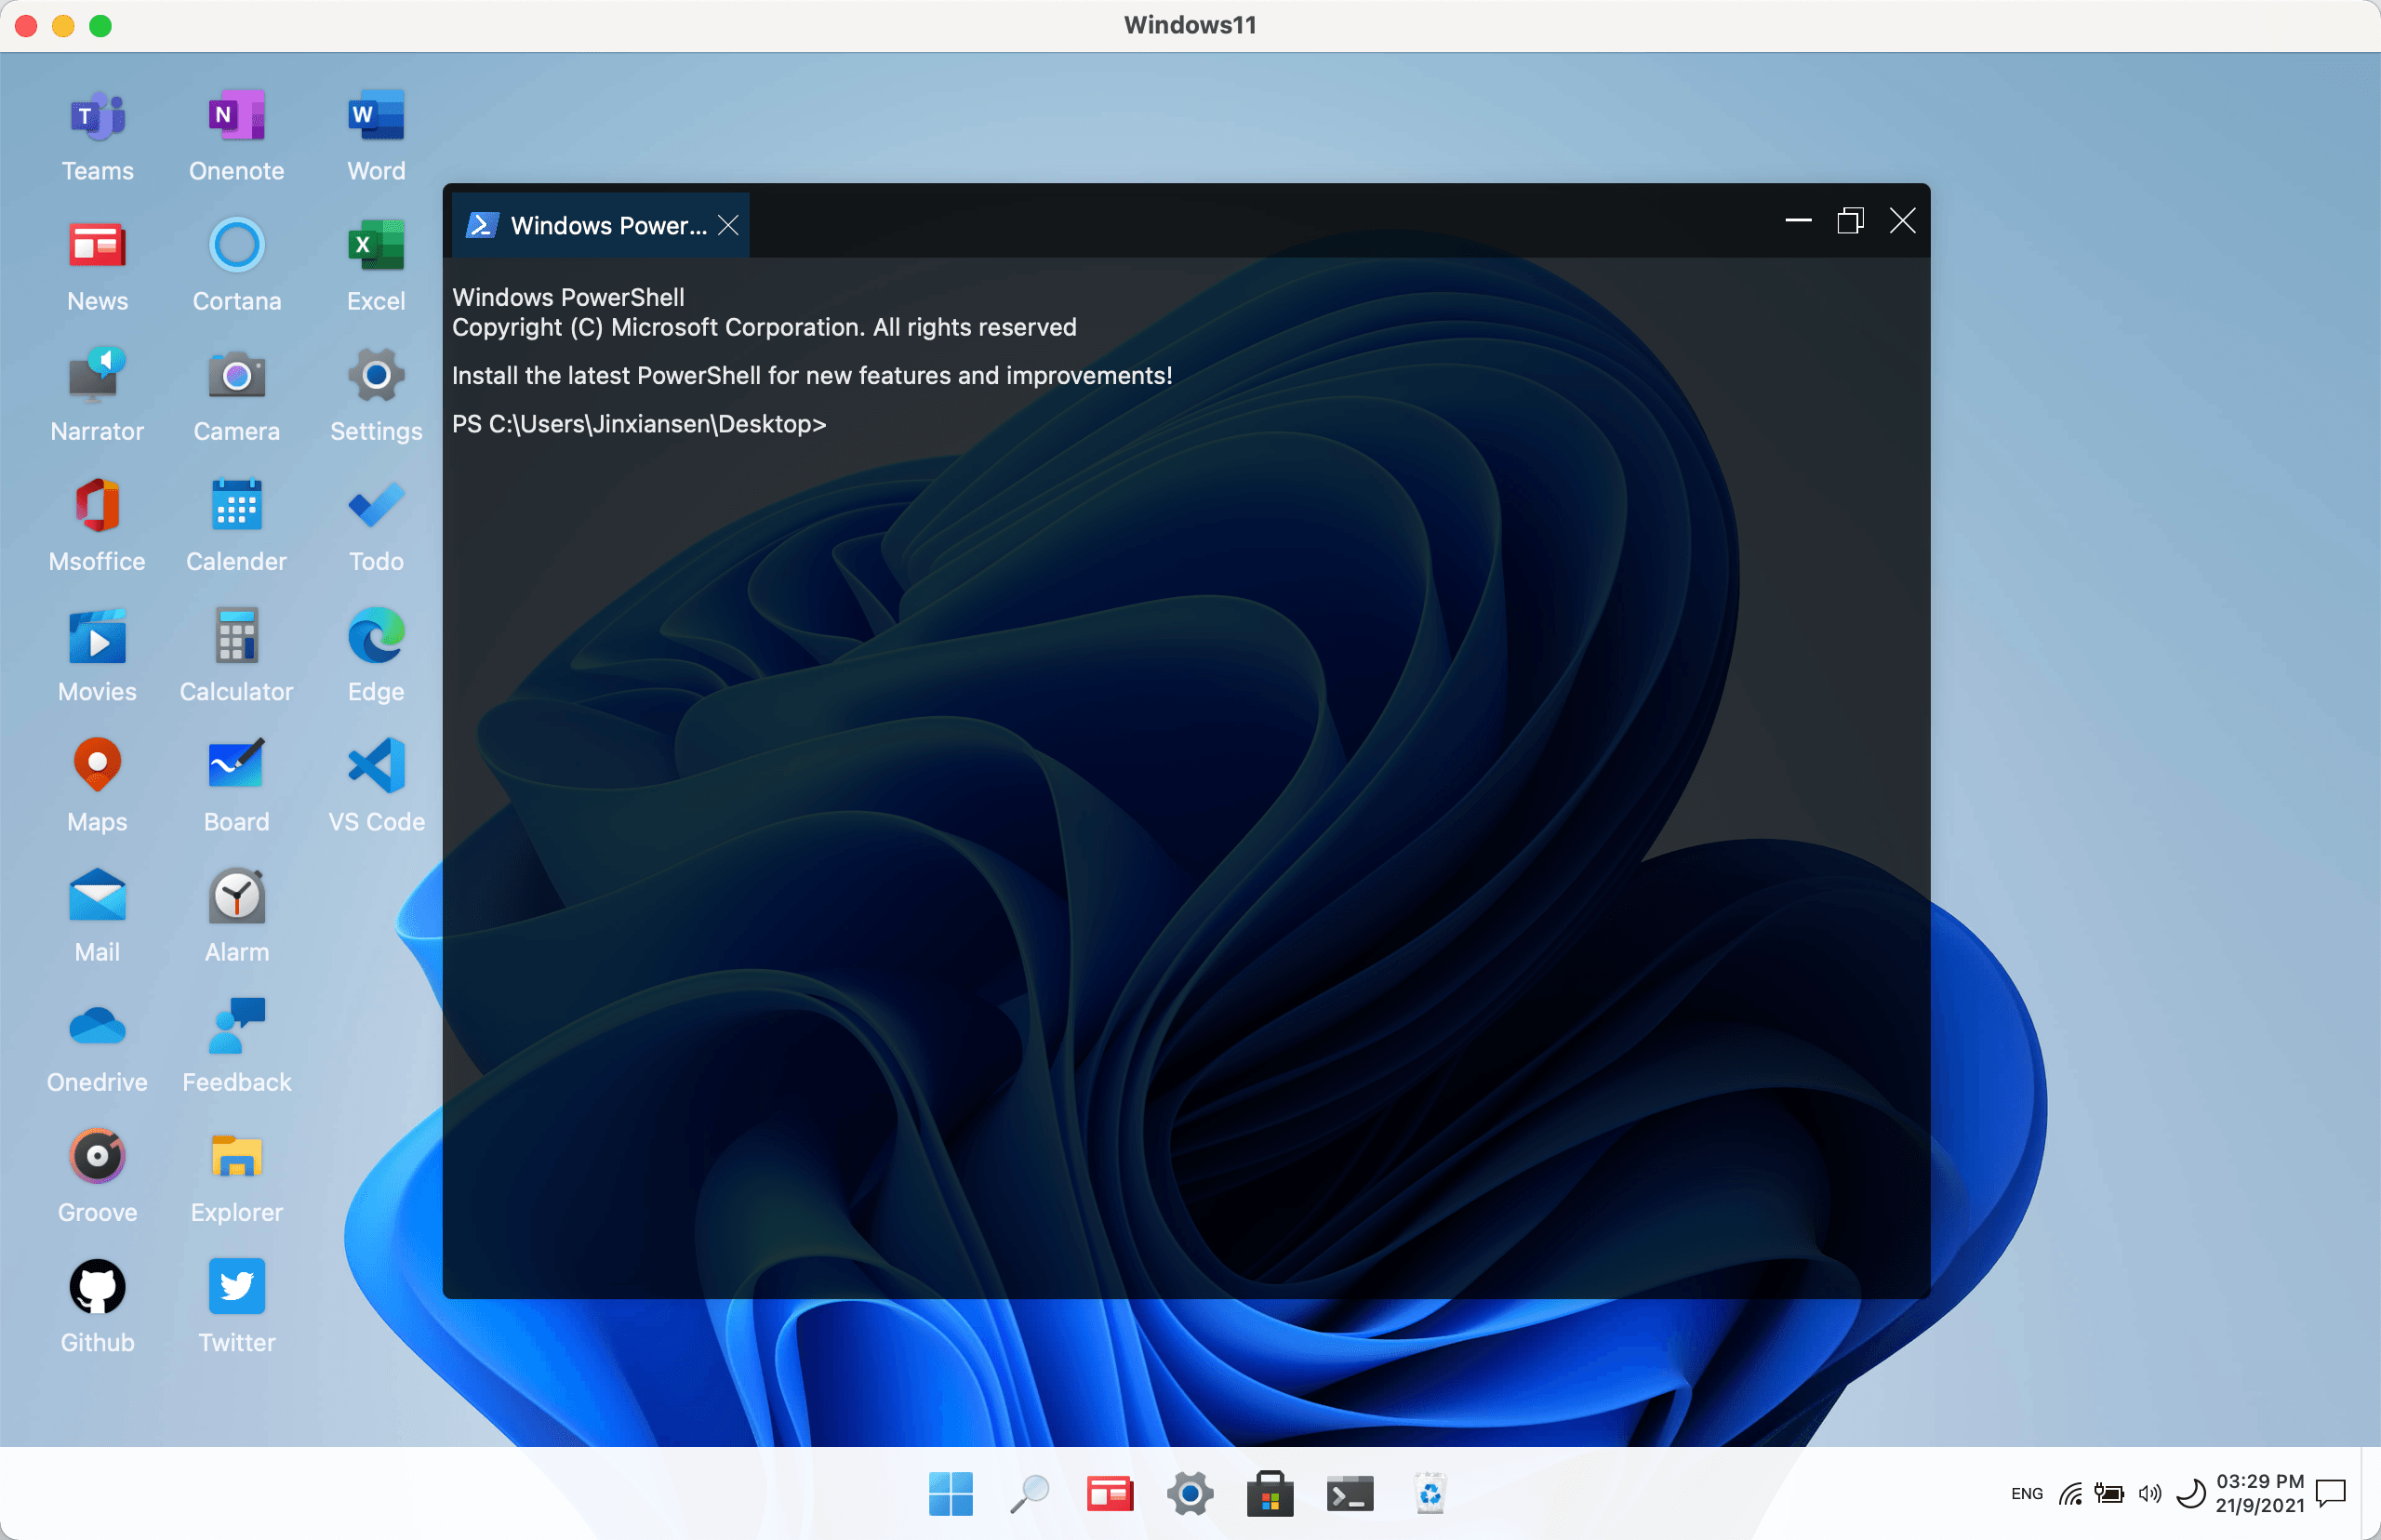 Windows11
Teams
Onenote
Word
News
Cortana
Excel
Narrator
Camera
Settings
Msoffice
Calender
Todo
Movies
Calculator
Edge
Maps
Board
VS Code
Mail
Alarm
Onedrive
Feedback
Groove
Explorer
Github
Twitter
Windows Power...
Windows PowerShell
Copyright (C) Microsoft Corporation. All rights reserved
Install the latest PowerShell for new features and improvements!
PS C:\Users\Jinxiansen\Desktop>
ENG
03:29 PM
21/9/2021